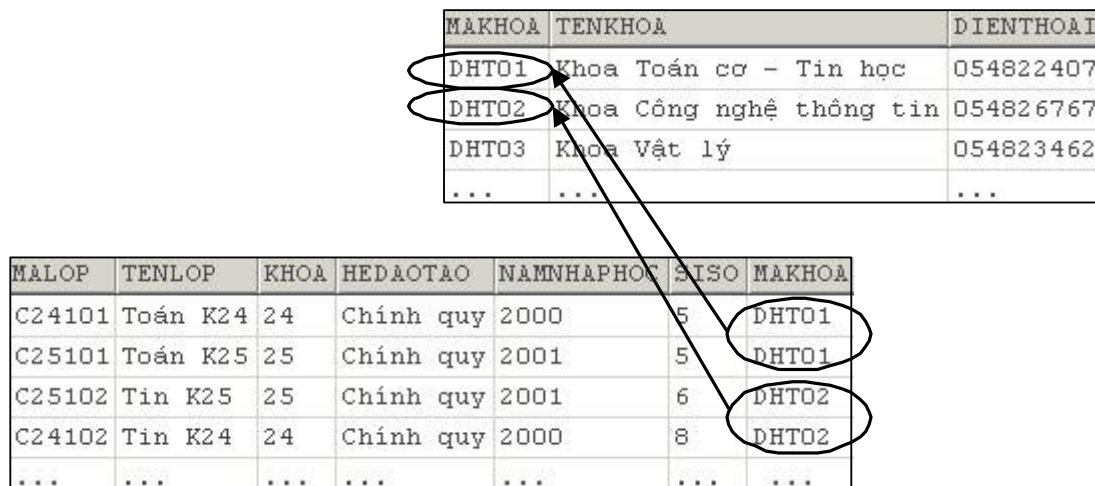 MAKHOA TENKHOA DIENTHOAI
DHT01 Khoa Toán cơ - Tin học 054822407
DHT02 Khoa Công nghệ thông tin 054826767
DHT03 Khoa Vật lý 054823462
... ... ...
MALOP TENLOP KHOA HEDAOTAO NAMNHAPHOC SISO MAKHOA
C24101 Toán K24 24 Chính quy 2000 5 DHT01
C25101 Toán K25 25 Chính quy 2001 5 DHT01
C25102 Tin K25 25 Chính quy 2001 6 DHT02
C24102 Tin K24 24 Chính quy 2000 8 DHT02
... ... ... ... ... ... ...